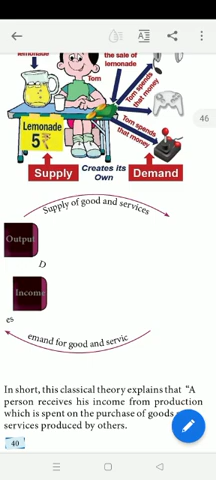 lemonade
the sale of
lemonade
Tom
Tom spends
that money
Tom spends
that money
Lemonade
5₹
Supply
Creates its
Own
Demand
46
Supply of good and services
Output
D
Income
emand for good and servic
es
In short, this classical theory explains that “A
person receives his income from production
which is spent on the purchase of goods
services produced by others.
40